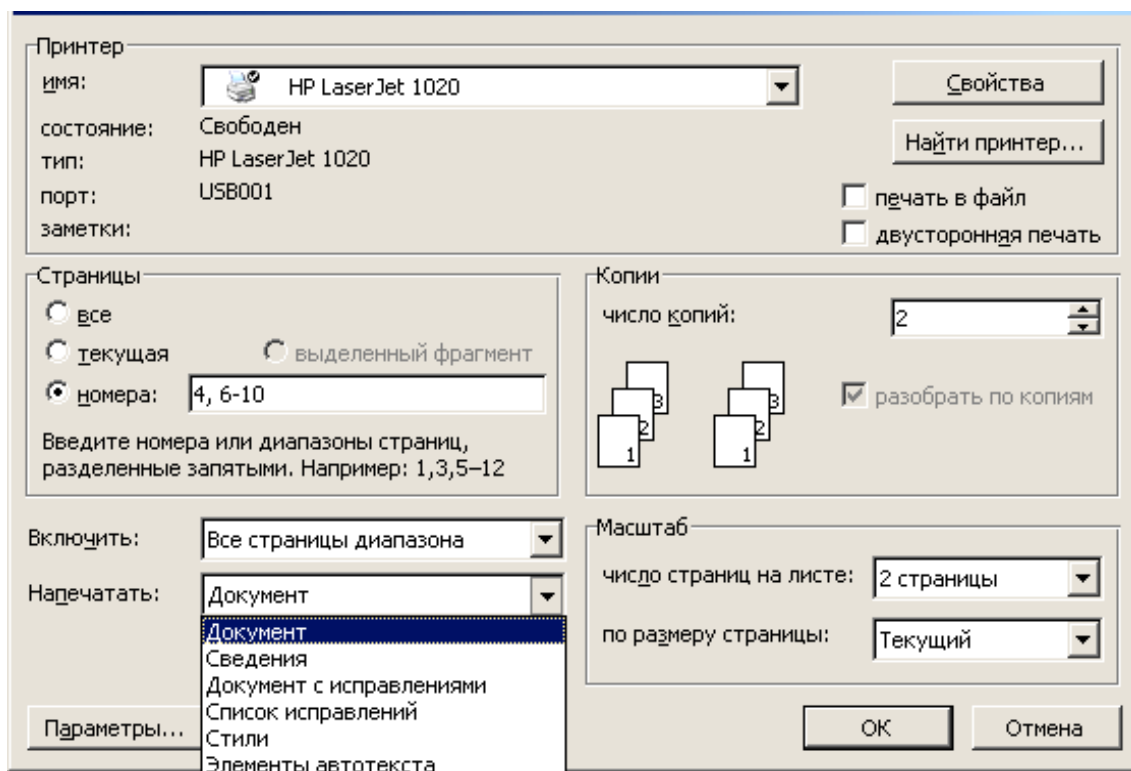 Принтер
имя: HP LaserJet 1020 Свойства
состояние: Свободен
тип: HP LaserJet 1020 Найти принтер...
порт: USB001 печать в файл
заметки: двусторонняя печать
Страницы Копии
все число копий: 2
текущая выделенный фрагмент
номера: 4, 6-10 разобрать по копиям
3 3
2 2
1 1
Введите номера или диапазоны страниц,
разделенные запятыми. Например: 1,3,5–12
Включить: Все страницы диапазона Масштаб
Напечатать: Документ число страниц на листе: 2 страницы
Документ
Сведения по размеру страницы: Текущий
Документ с исправлениями
Список исправлений
Параметры... Стили OK Отмена
Элементы автотекста